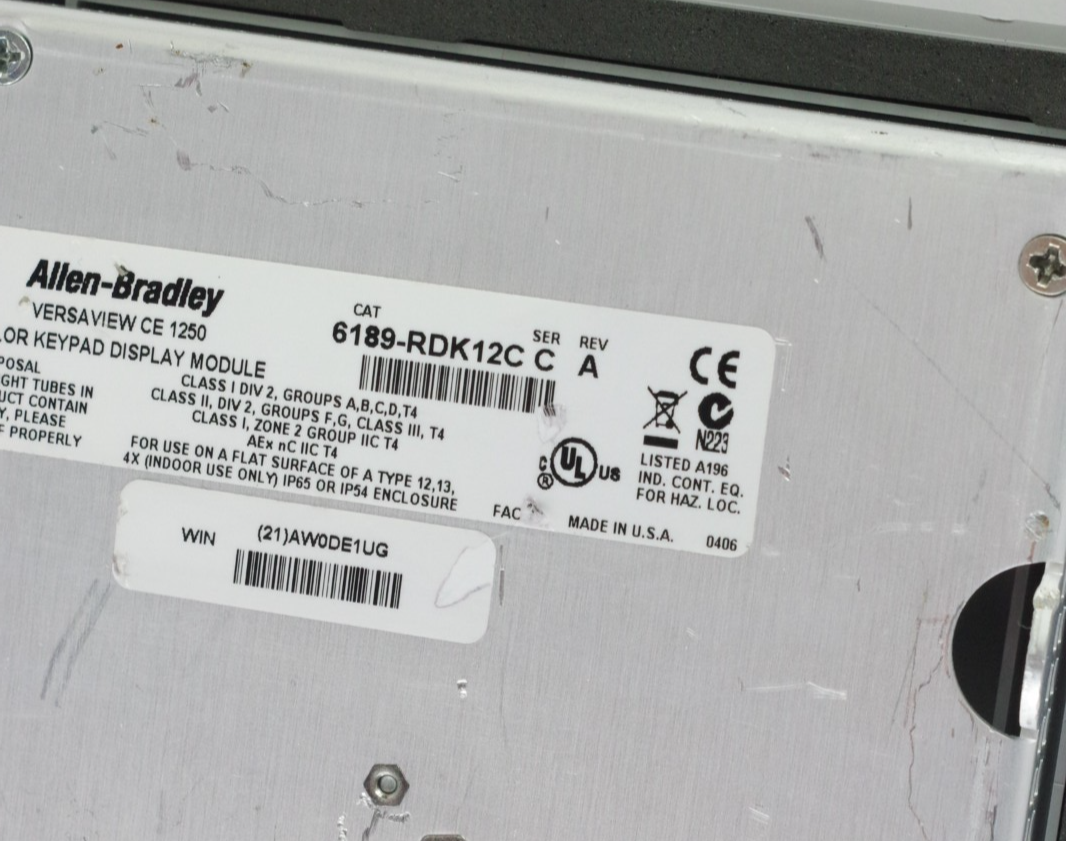 Allen-Bradley
VERSAVIEW CE 1250
OR KEYPAD DISPLAY MODULE
POSAL
GHT TUBES IN
UCT CONTAIN
Y, PLEASE
F PROPERLY
CLASS I DIV 2, GROUPS A,B,C,D,T4
CLASS II, DIV 2, GROUPS F,G, CLASS III, T4
CLASS I, ZONE 2 GROUP IIC T4
AEx nC IIC T4
FOR USE ON A FLAT SURFACE OF A TYPE 12,13,
4X (INDOOR USE ONLY) IP65 OR IP54 ENCLOSURE
CAT SER REV
6189-RDK12C C A
CE
N223
C UL US
®
LISTED A196
IND. CONT. EQ.
FOR HAZ. LOC.
FAC MADE IN U.S.A. 0406
WIN (21)AW0DE1UG